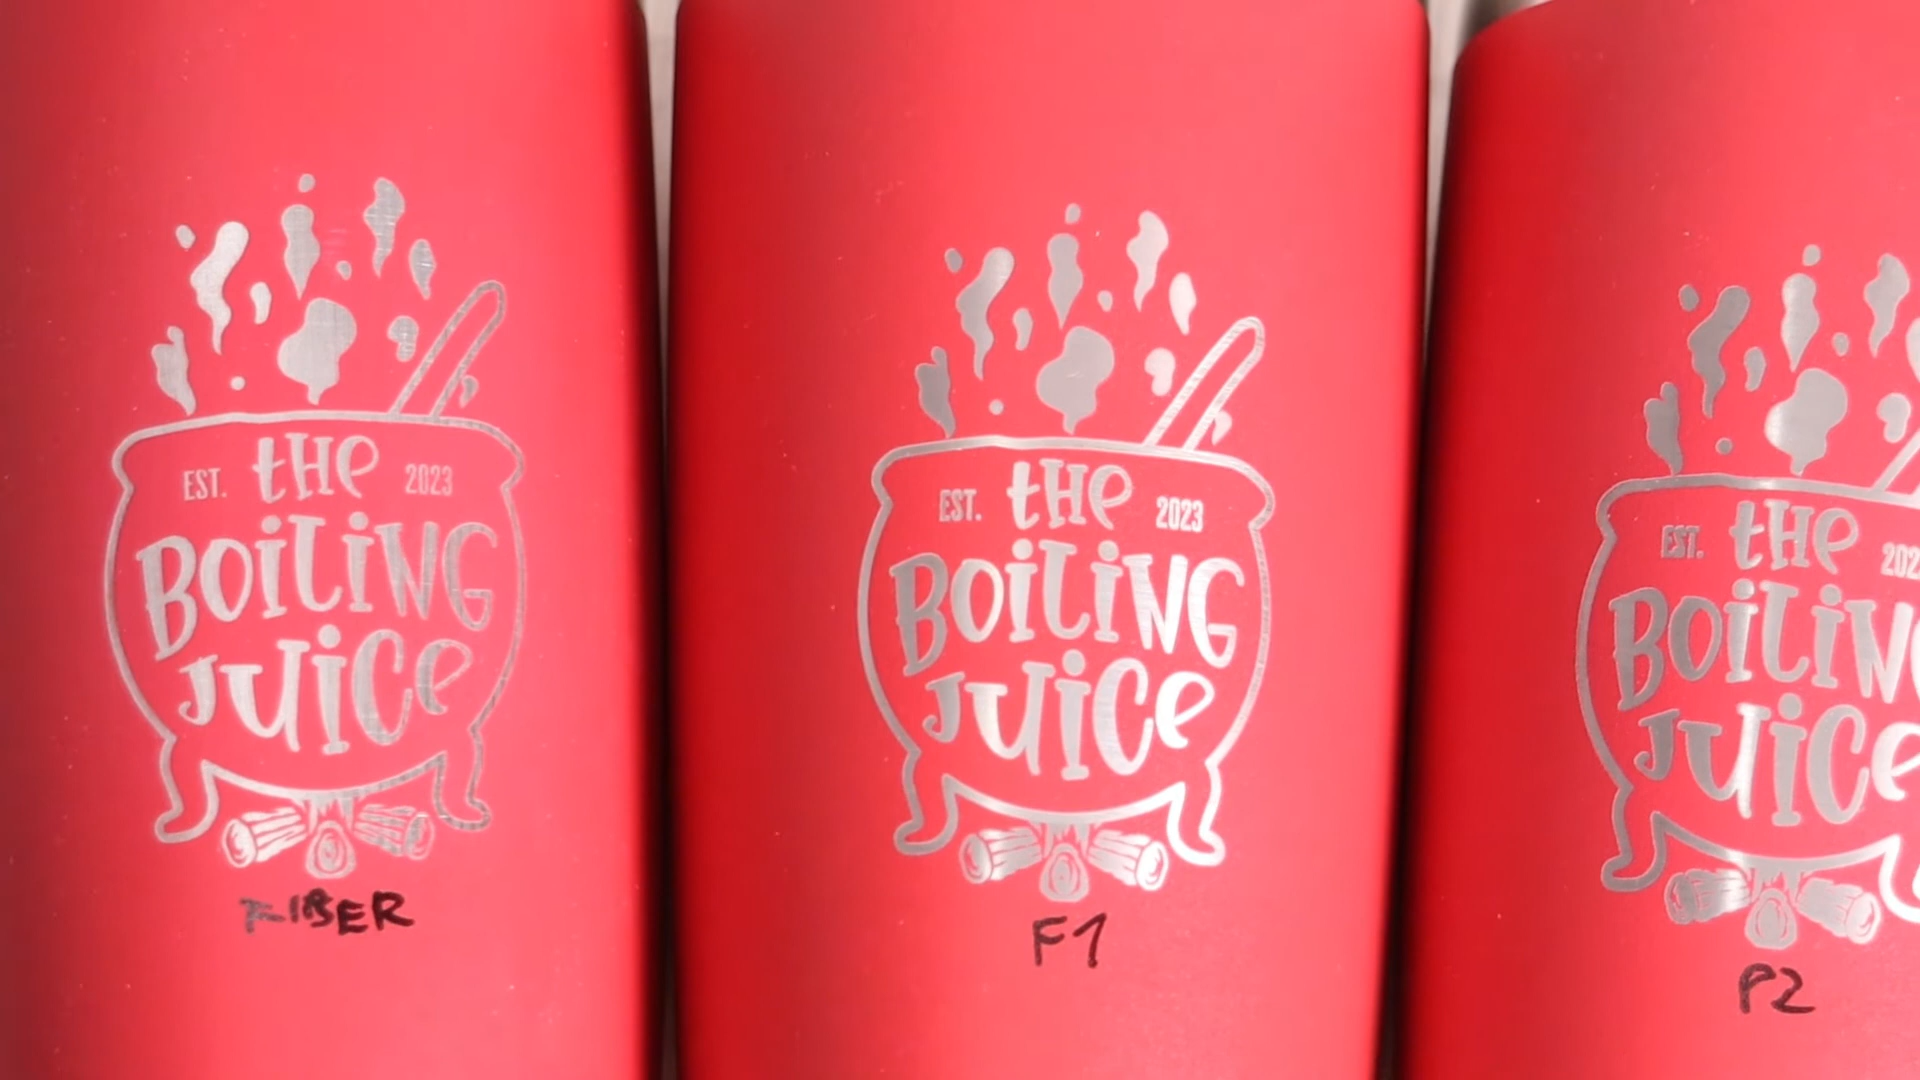 EST. tHe 2023
BOiLiNG
JUiCe
FIBER
EST. tHe 2023
BOiLiNG
JUiCe
F1
EST. tHe
BOiLiN
JUiCe
P2